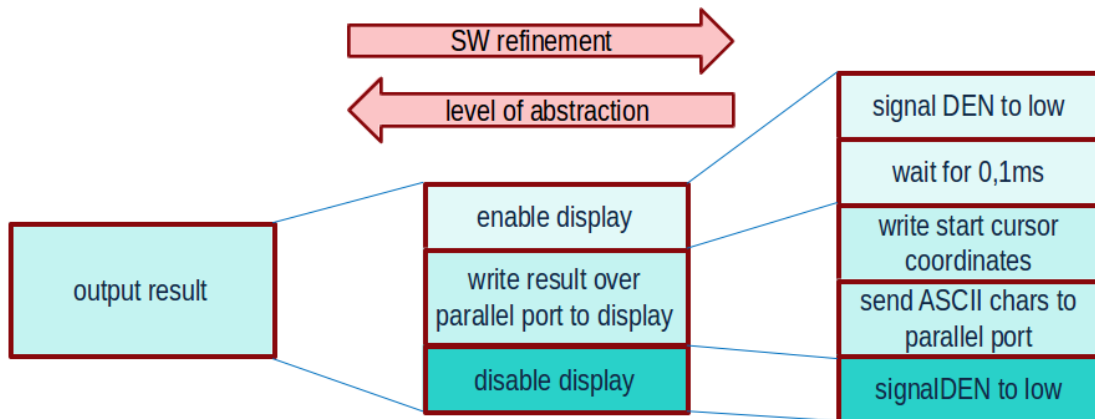 SW refinement
level of abstraction
output result
enable display
write result over
parallel port to display
disable display
signal DEN to low
wait for 0,1ms
write start cursor
coordinates
send ASCII chars to
parallel port
signalDEN to low